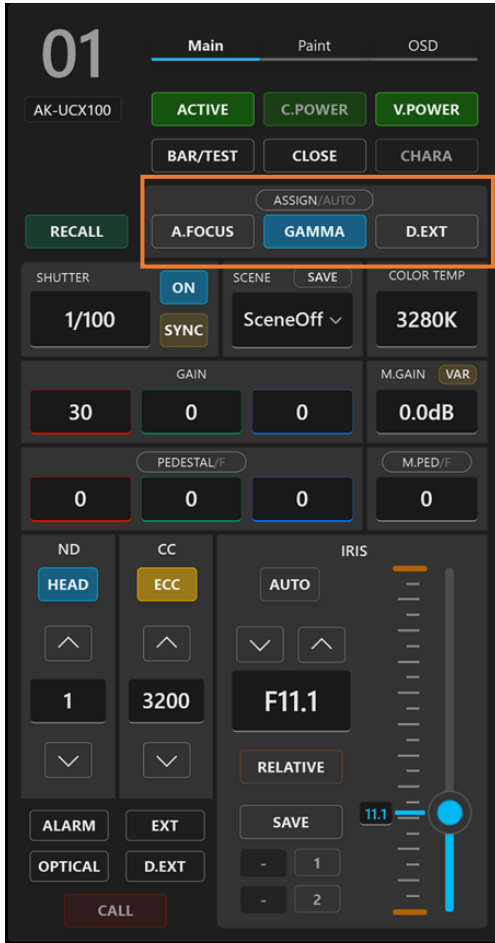 01
Main Paint OSD
AK-UCX100 ACTIVE C.POWER V.POWER
BAR/TEST CLOSE CHARA
ASSIGN/AUTO
RECALL A.FOCUS GAMMA D.EXT
SHUTTER ON SCENE SAVE COLOR TEMP
1/100 SYNC SceneOff 3280K
GAIN M.GAIN VAR
30 0 0 0.0dB
PEDESTAL/F M.PED/F
0 0 0 0
ND CC IRIS
HEAD ECC AUTO
1 3200 F11.1
RELATIVE
11.1
ALARM EXT SAVE
OPTICAL D.EXT - 1
CALL - 2